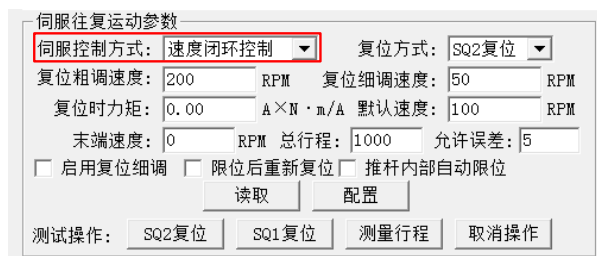 伺服往复运动参数
伺服控制方式: 速度闭环控制 复位方式: SQ2复位
复位粗调速度: 200 RPM 复位细调速度: 50 RPM
复位时力矩: 0.00 A×N·m/A 默认速度: 100 RPM
末端速度: 0 RPM 总行程: 1000 允许误差: 5
启用复位细调 限位后重新复位 推杆内部自动限位
读取 配置
测试操作: SQ2复位 SQ1复位 测量行程 取消操作